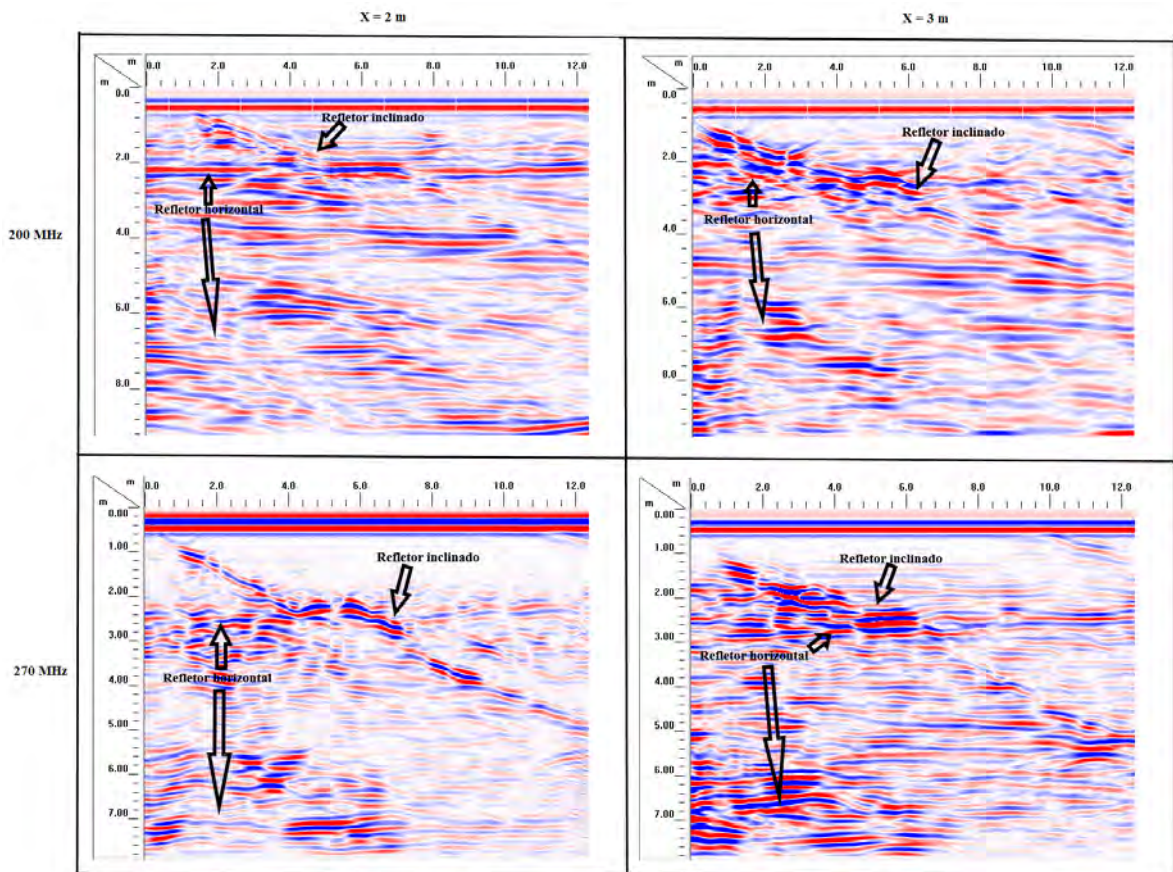 X = 2 m
X = 3 m
m
m
0.0 2.0 4.0 6.0 8.0 10.0 12.0
0.0
2.0
4.0
6.0
8.0
Refletor inclinado
Refletor horizontal
200 MHz
m
m
0.0 2.0 4.0 6.0 8.0 10.0 12.0
0.0
2.0
4.0
6.0
8.0
Refletor inclinado
Refletor horizontal
m
m
0.0 2.0 4.0 6.0 8.0 10.0 12.0
0.00
1.00
2.00
3.00
4.00
5.00
6.00
7.00
Refletor inclinado
Refletor horizontal
270 MHz
m
m
0.0 2.0 4.0 6.0 8.0 10.0 12.0
0.00
1.00
2.00
3.00
4.00
5.00
6.00
7.00
Refletor inclinado
Refletor horizontal